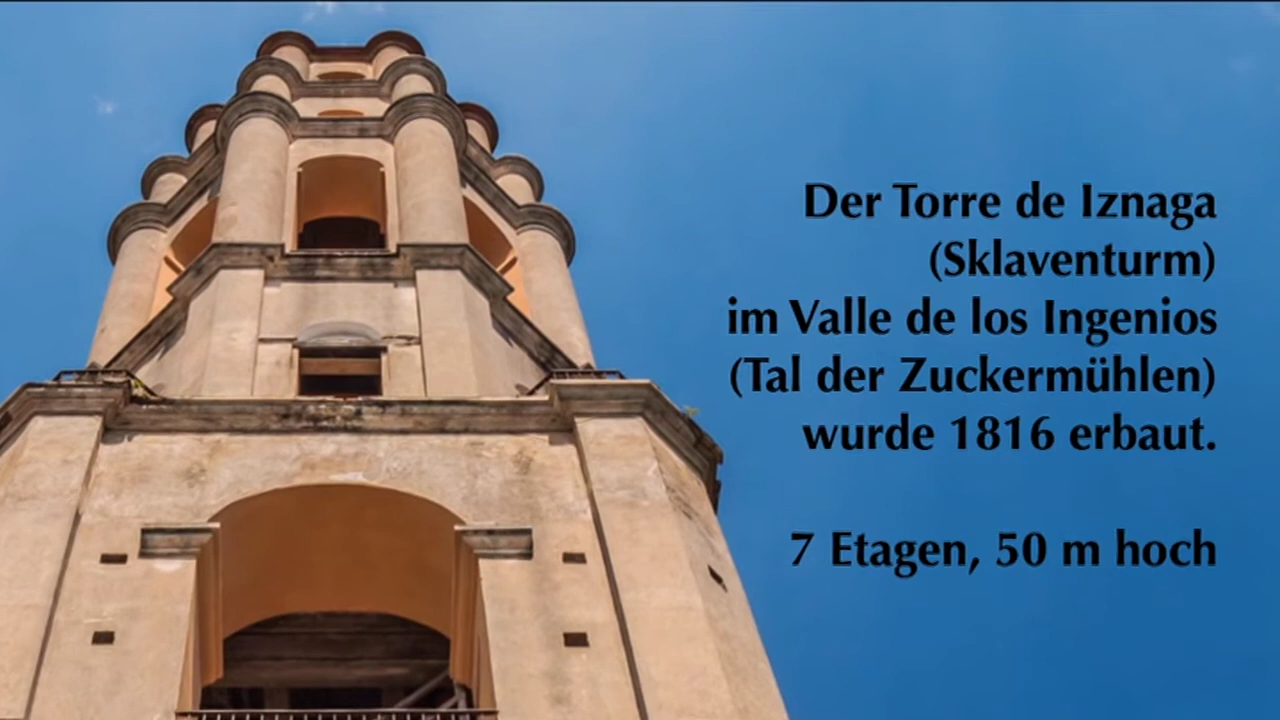 Der Torre de Iznaga
(Sklaventurm)
im Valle de los Ingenios
(Tal der Zuckermühlen)
wurde 1816 erbaut.
7 Etagen, 50 m hoch